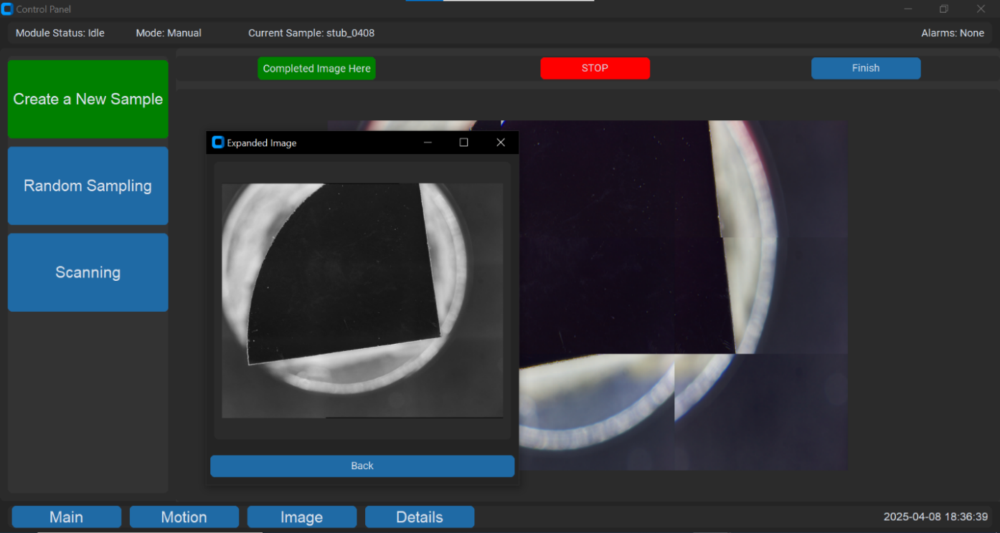 Control Panel
Module Status: Idle
Mode: Manual
Current Sample: stub_0408
Alarms: None
Create a New Sample
Random Sampling
Scanning
Completed Image Here
STOP
Finish
Expanded Image
Back
Main
Motion
Image
Details
2025-04-08 18:36:39